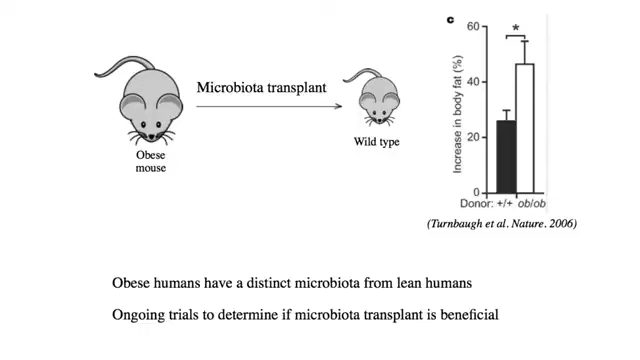 Microbiota transplant
Obese
mouse
Wild type
c
Increase in body fat (%)
60
*
40
20
0
Donor: +/+ ob/ob
(Turnbaugh et al. Nature. 2006)
Obese humans have a distinct microbiota from lean humans
Ongoing trials to determine if microbiota transplant is beneficial